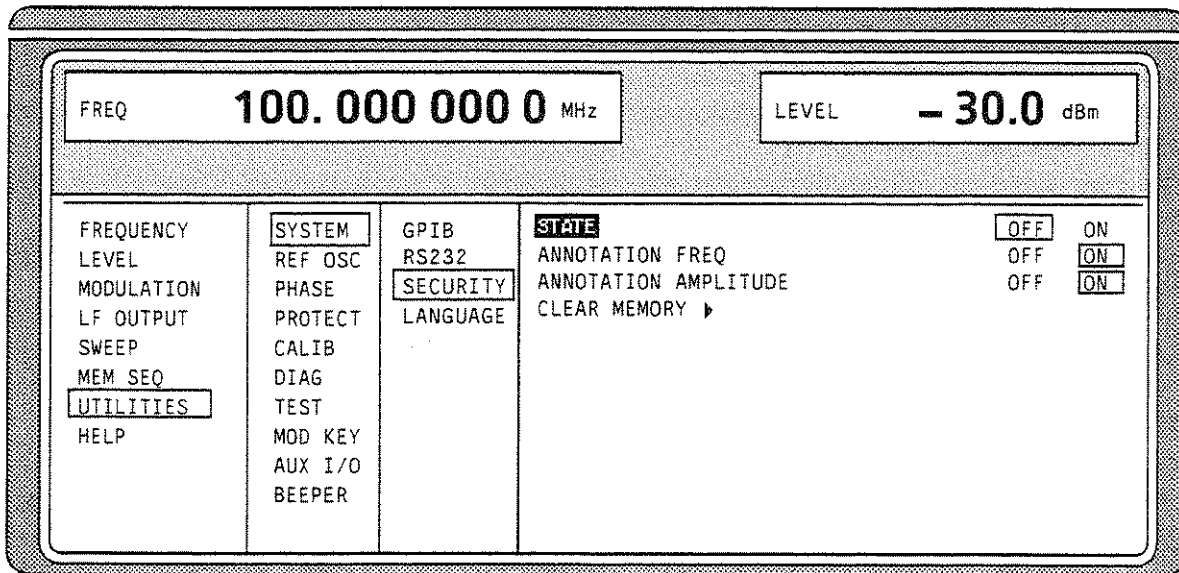 FREQ 100. 000 000 0 MHz
LEVEL – 30.0 dBm
FREQUENCY
LEVEL
MODULATION
LF OUTPUT
SWEEP
MEM SEQ
UTILITIES
HELP
SYSTEM
REF OSC
PHASE
PROTECT
CALIB
DIAG
TEST
MOD KEY
AUX I/O
BEEPER
GPIB
RS232
SECURITY
LANGUAGE
STATE OFF ON
ANNOTATION FREQ OFF ON
ANNOTATION AMPLITUDE OFF ON
CLEAR MEMORY